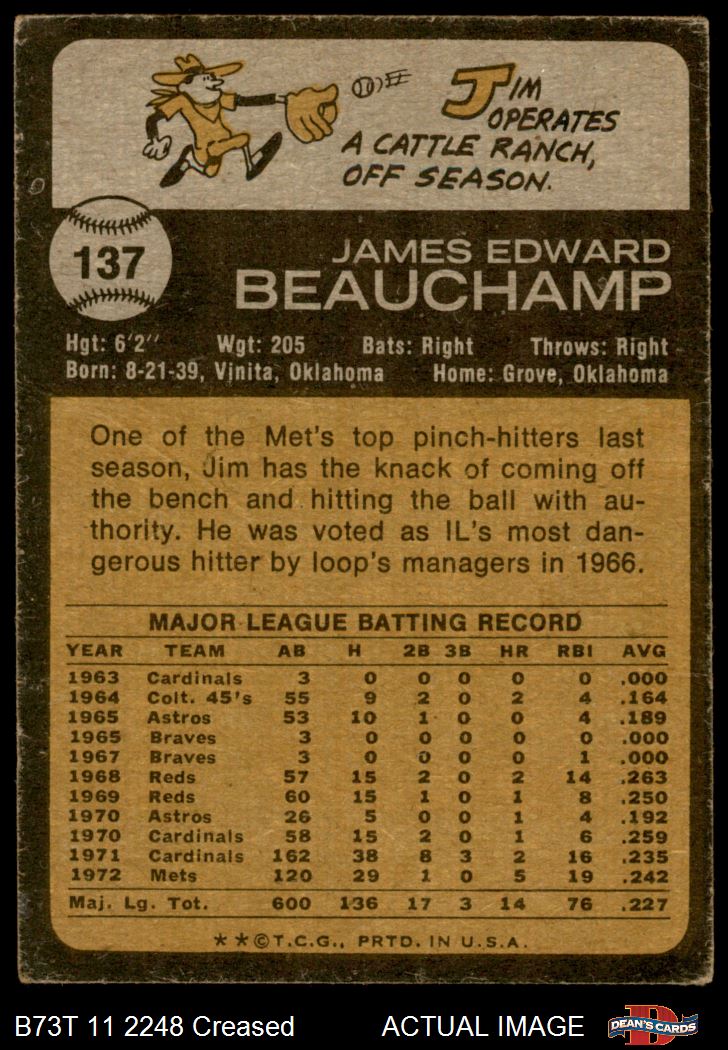 JIM
OPERATES
A CATTLE RANCH,
OFF SEASON.
137
JAMES EDWARD
BEAUCHAMP
Hgt: 6'2" Wgt: 205 Bats: Right Throws: Right
Born: 8-21-39, Vinita, Oklahoma Home: Grove, Oklahoma
One of the Met's top pinch-hitters last
season, Jim has the knack of coming off
the bench and hitting the ball with au-
thority. He was voted as IL's most dan-
gerous hitter by loop's managers in 1966.
MAJOR LEAGUE BATTING RECORD
YEAR TEAM AB H 2B 3B HR RBI AVG
1963 Cardinals 3 0 0 0 0 0 .000
1964 Colt. 45's 55 9 2 0 2 4 .164
1965 Astros 53 10 1 0 0 4 .189
1965 Braves 3 0 0 0 0 0 .000
1967 Braves 3 0 0 0 0 1 .000
1968 Reds 57 15 2 0 2 14 .263
1969 Reds 60 15 1 0 1 8 .250
1970 Astros 26 5 0 0 1 4 .192
1970 Cardinals 58 15 2 0 1 6 .259
1971 Cardinals 162 38 8 3 2 16 .235
1972 Mets 120 29 1 0 5 19 .242
Maj. Lg. Tot. 600 136 17 3 14 76 .227
★★©T.C.G., PRTD. IN U.S.A.
B73T 11 2248 Creased ACTUAL IMAGE
D
DEAN'S CARDS